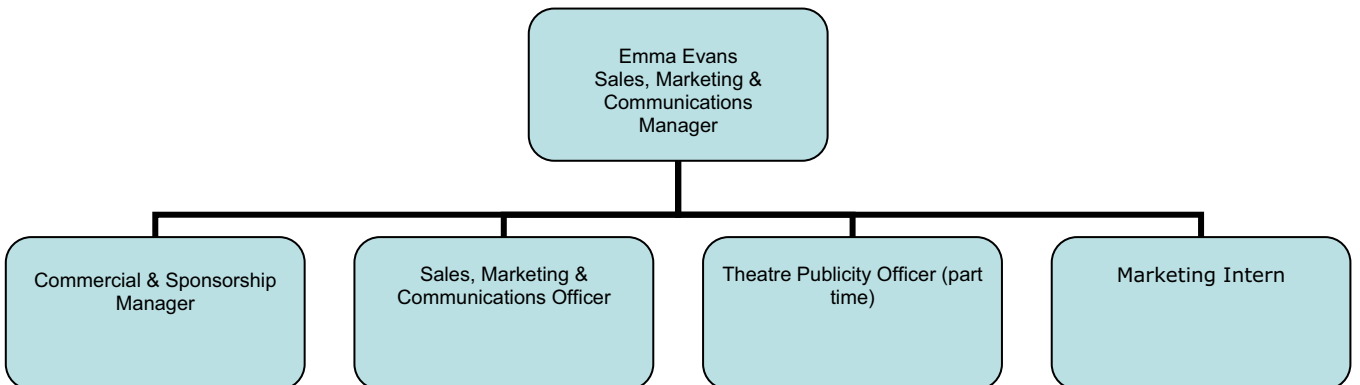 Emma Evans
Sales, Marketing &
Communications
Manager
Commercial & Sponsorship
Manager
Sales, Marketing &
Communications Officer
Theatre Publicity Officer (part
time)
Marketing Intern